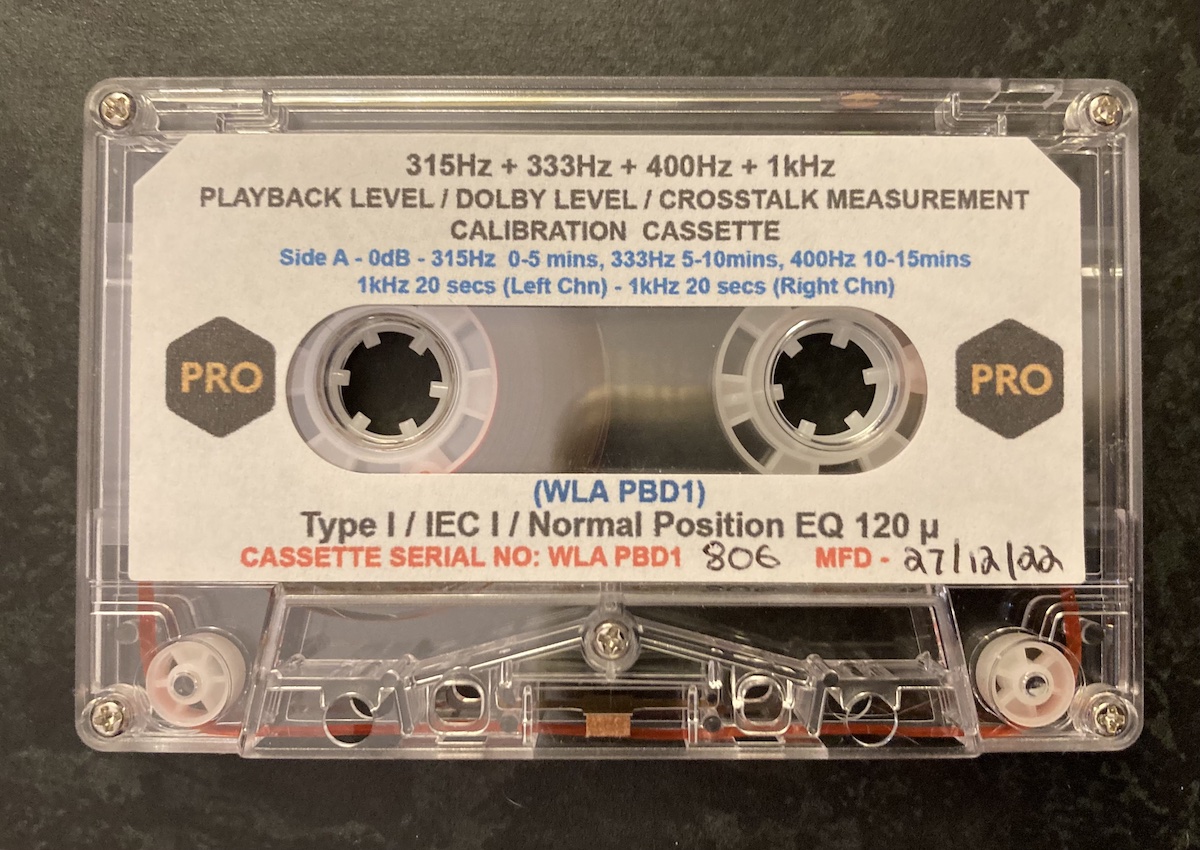 315Hz + 333Hz + 400Hz + 1kHz
PLAYBACK LEVEL / DOLBY LEVEL / CROSSTALK MEASUREMENT
CALIBRATION CASSETTE
Side A - 0dB - 315Hz 0-5 mins, 333Hz 5-10mins, 400Hz 10-15mins
1kHz 20 secs (Left Chn) - 1kHz 20 secs (Right Chn)
PRO
PRO
(WLA PBD1)
Type I / IEC I / Normal Position EQ 120 µ
CASSETTE SERIAL NO: WLA PBD1 806 MFD - 27/12/22